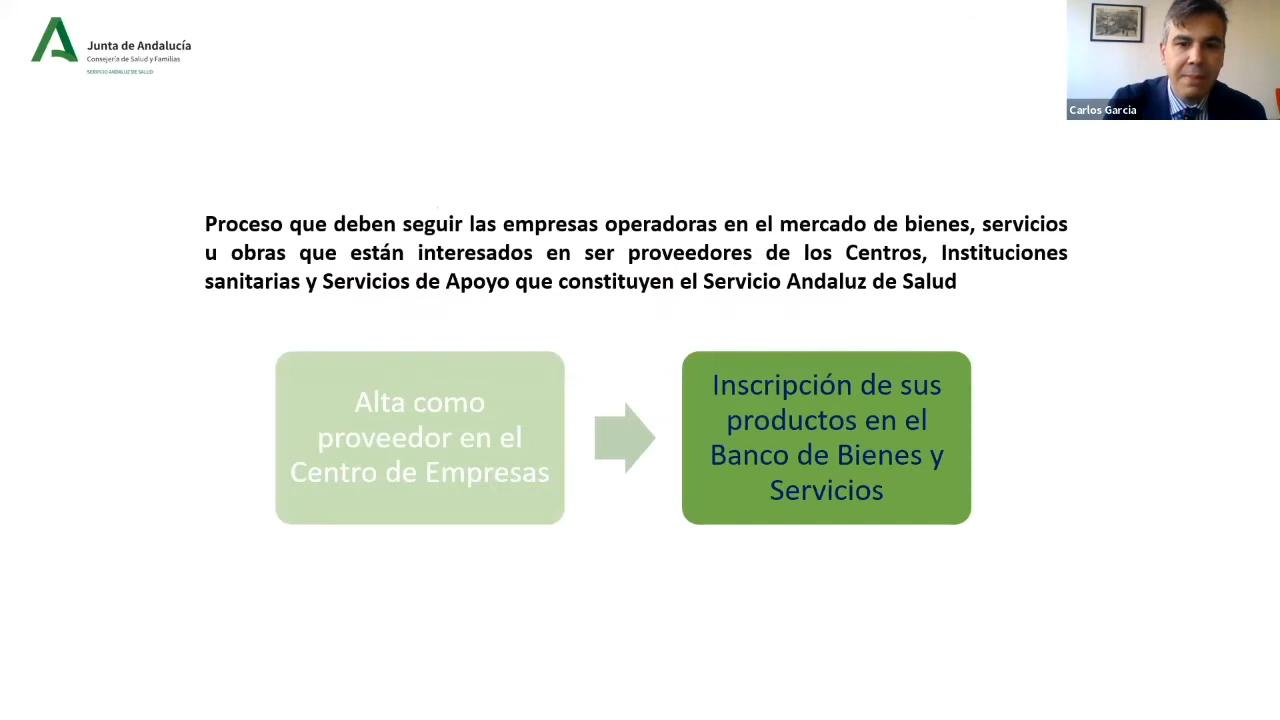 Junta de Andalucía
Consejería de Salud y Familias
SERVICIO ANDALUZ DE SALUD
Carlos Garcia
Proceso que deben seguir las empresas operadoras en el mercado de bienes, servicios
u obras que están interesados en ser proveedores de los Centros, Instituciones
sanitarias y Servicios de Apoyo que constituyen el Servicio Andaluz de Salud
Alta como
proveedor en el
Centro de Empresas
Inscripción de sus
productos en el
Banco de Bienes y
Servicios